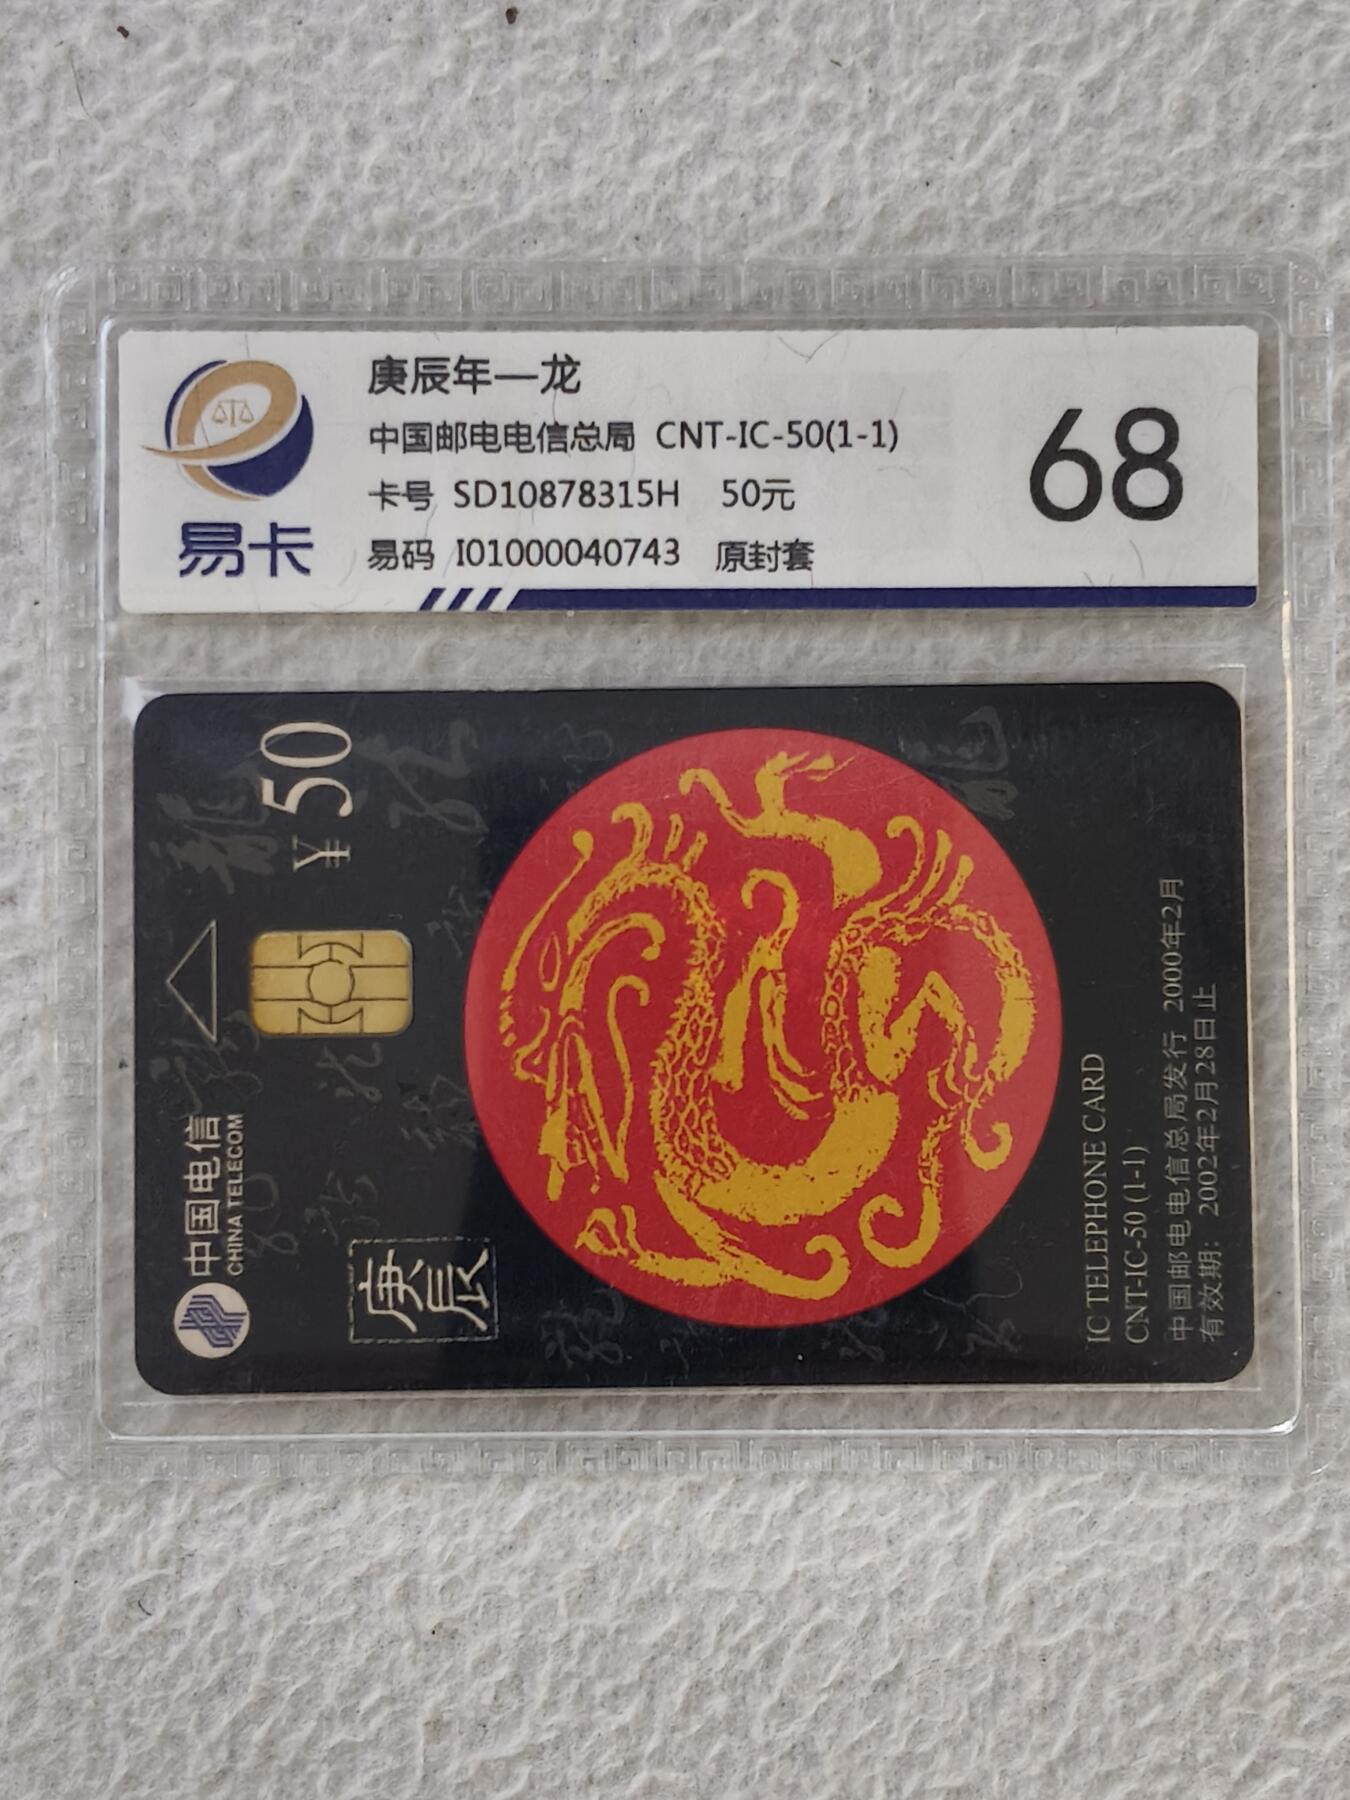 庚辰年—龙
中国邮电电信总局 CNT-IC-50(1-1)
卡号 SD10878315H 50元
易码 I01000040743 原封套
易卡
68
¥50
中国电信
CHINA TELECOM
庚辰
IC TELEPHONE CARD
CNT-IC-50 (1-1)
中国邮电电信总局发行 2000年2月
有效期：2002年2月28日止